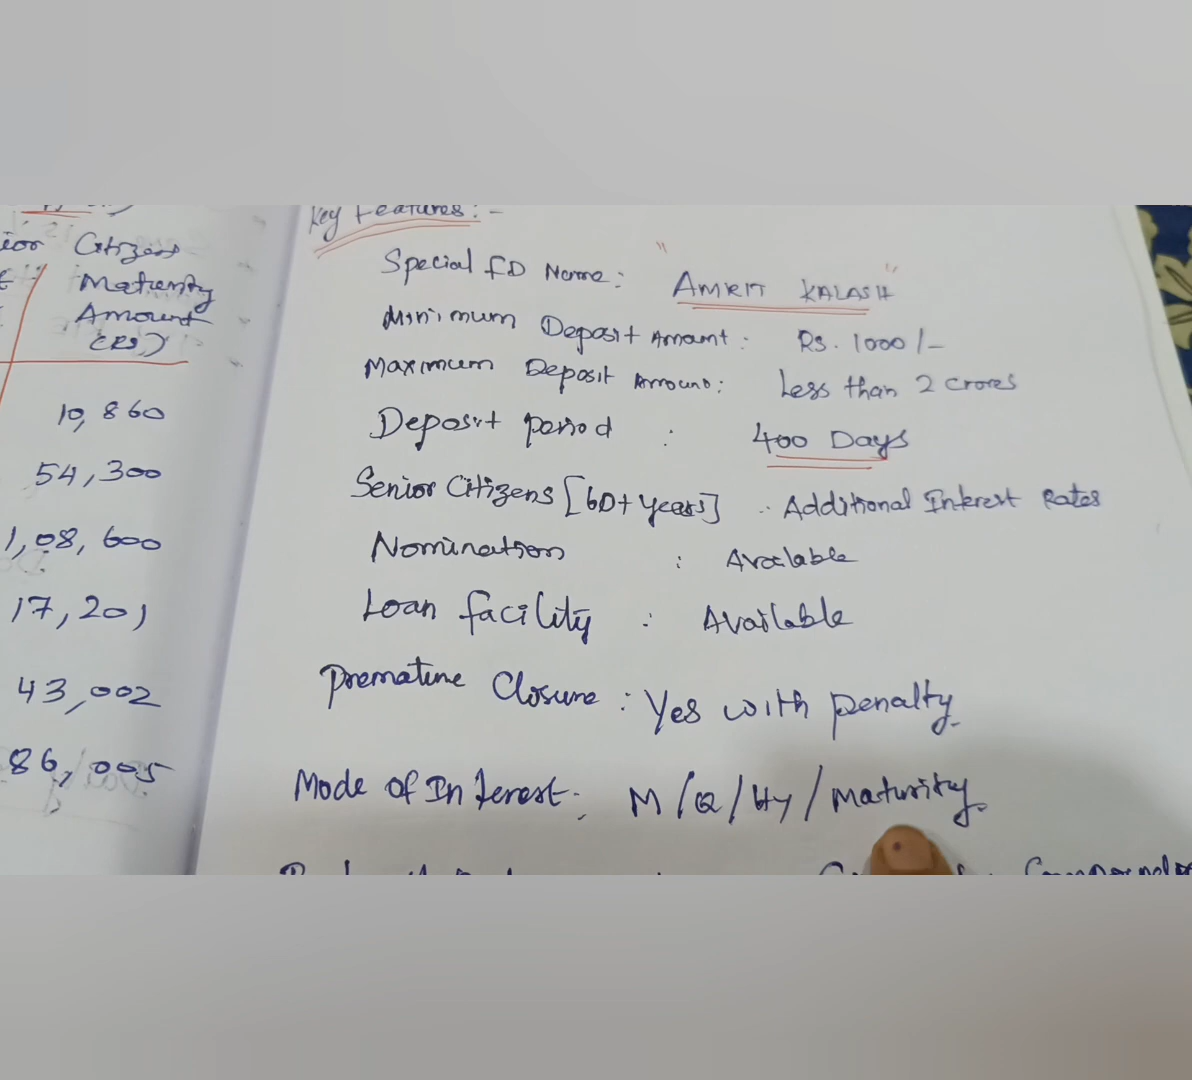 Citizen
Maturity
Amount
(RS)
10,860
54,300
1,08,600
17,201
43,002
86,005
Key Features:-
Special FD Name: "AMRIT KALASH"
Minimum Deposit Amount: Rs. 1000/-
Maximum Deposit Amount: Less than 2 crores
Deposit period : 400 Days
Senior Citizens [60+ years] : Additional Interest Rates
Nomination : Available
Loan facility : Available
Premature Closure : Yes with penalty.
Mode of Interest: M/Q/Hy/Maturity.